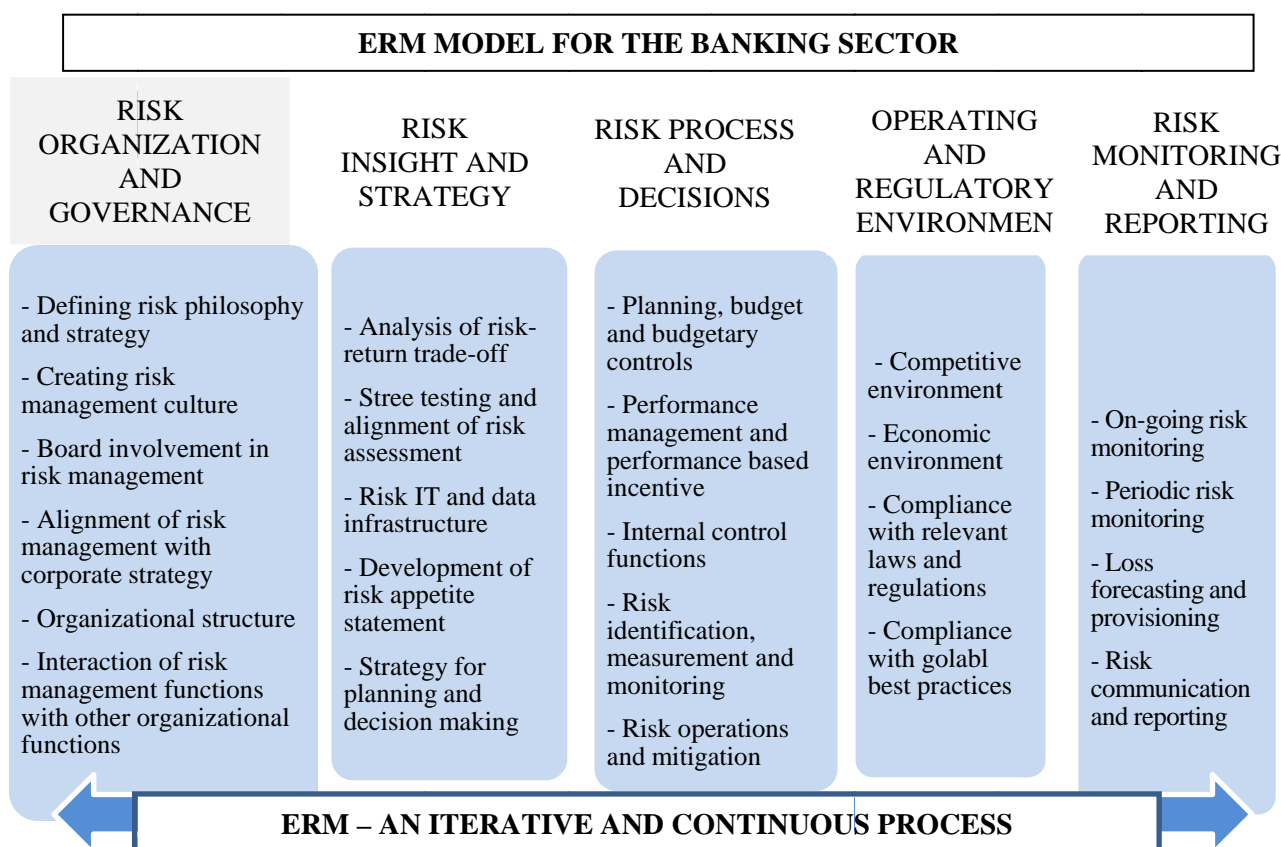 ERM MODEL FOR THE BANKING SECTOR
RISK
ORGANIZATION
AND
GOVERNANCE
- Defining risk philosophy
and strategy
- Creating risk
management culture
- Board involvement in
risk management
- Alignment of risk
management with
corporate strategy
- Organizational structure
- Interaction of risk
management functions
with other organizational
functions
RISK
INSIGHT AND
STRATEGY
- Analysis of risk-
return trade-off
- Stree testing and
alignment of risk
assessment
- Risk IT and data
infrastructure
- Development of
risk appetite
statement
- Strategy for
planning and
decision making
RISK PROCESS
AND
DECISIONS
- Planning, budget
and budgetary
controls
- Performance
management and
performance based
incentive
- Internal control
functions
- Risk
identification,
measurement and
monitoring
- Risk operations
and mitigation
OPERATING
AND
REGULATORY
ENVIRONMEN
- Competitive
environment
- Economic
environment
- Compliance
with relevant
laws and
regulations
- Compliance
with golabl
best practices
RISK
MONITORING
AND
REPORTING
- On-going risk
monitoring
- Periodic risk
monitoring
- Loss
forecasting and
provisioning
- Risk
communication
and reporting
ERM – AN ITERATIVE AND CONTINUOUS PROCESS